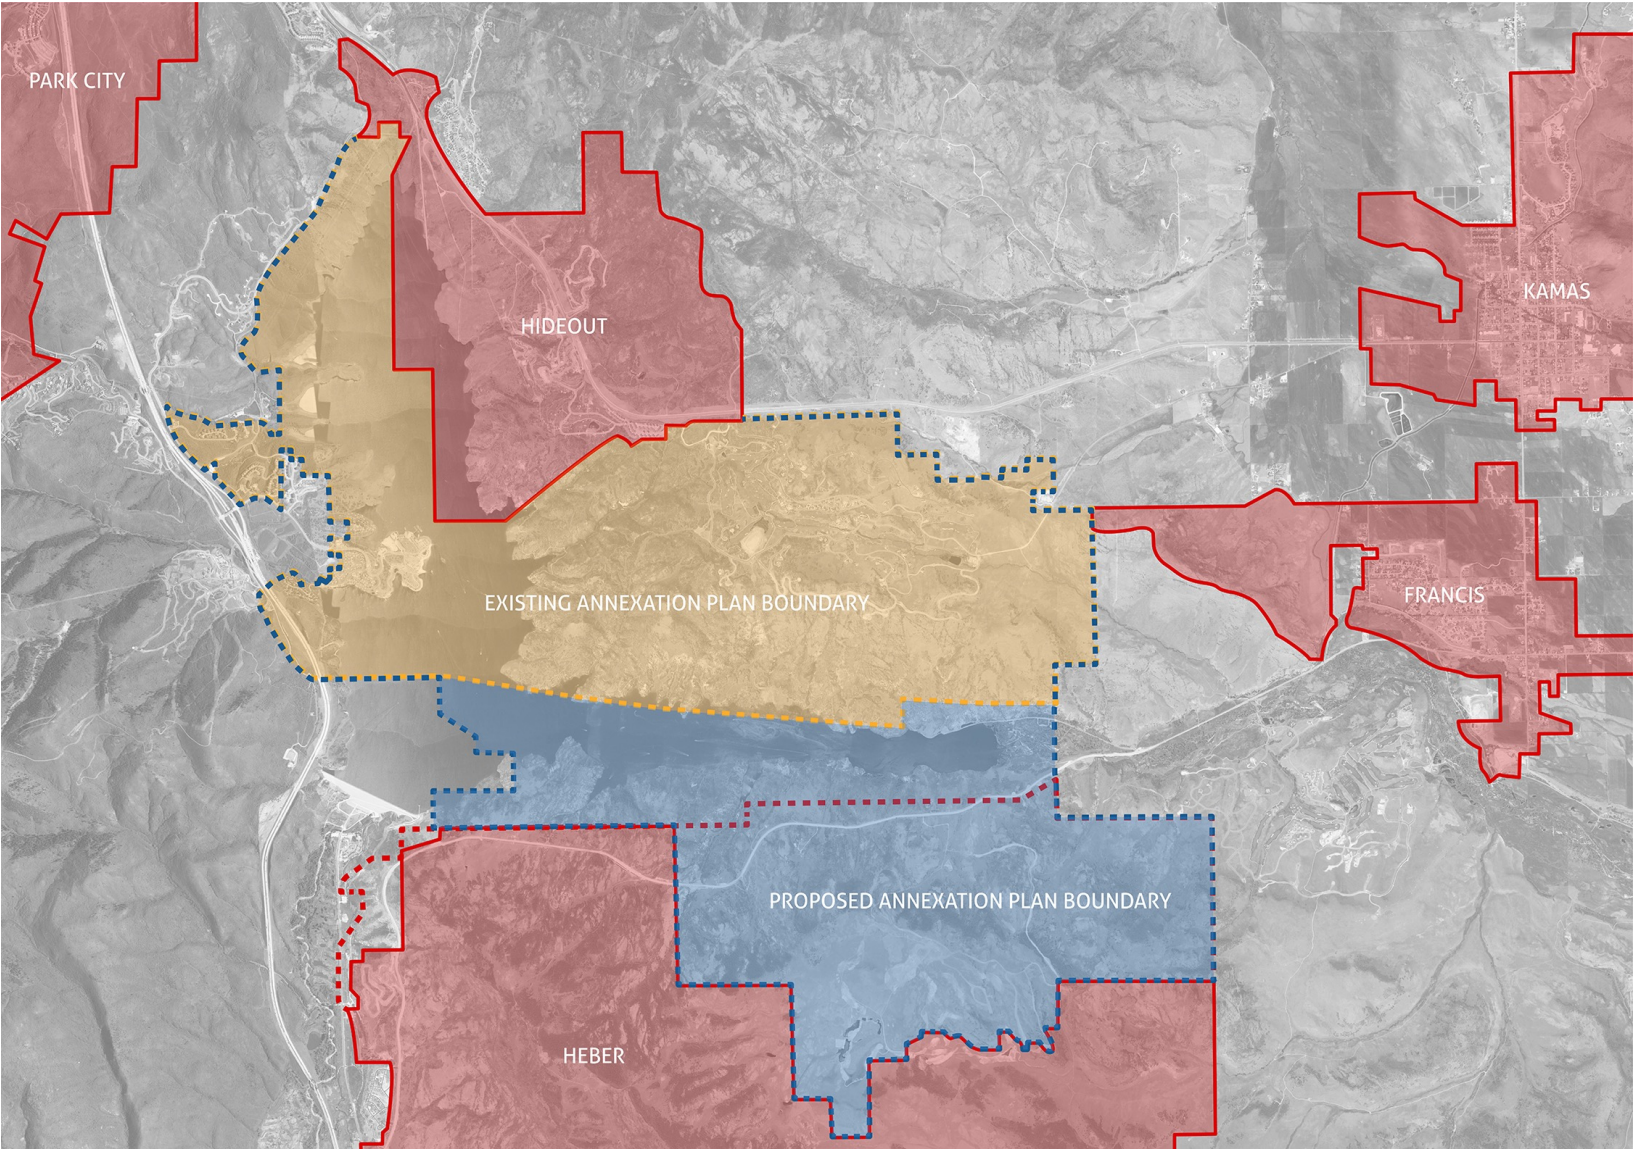 PARK CITY
KAMAS
HIDEOUT
FRANCIS
EXISTING ANNEXATION PLAN BOUNDARY
PROPOSED ANNEXATION PLAN BOUNDARY
HEBER